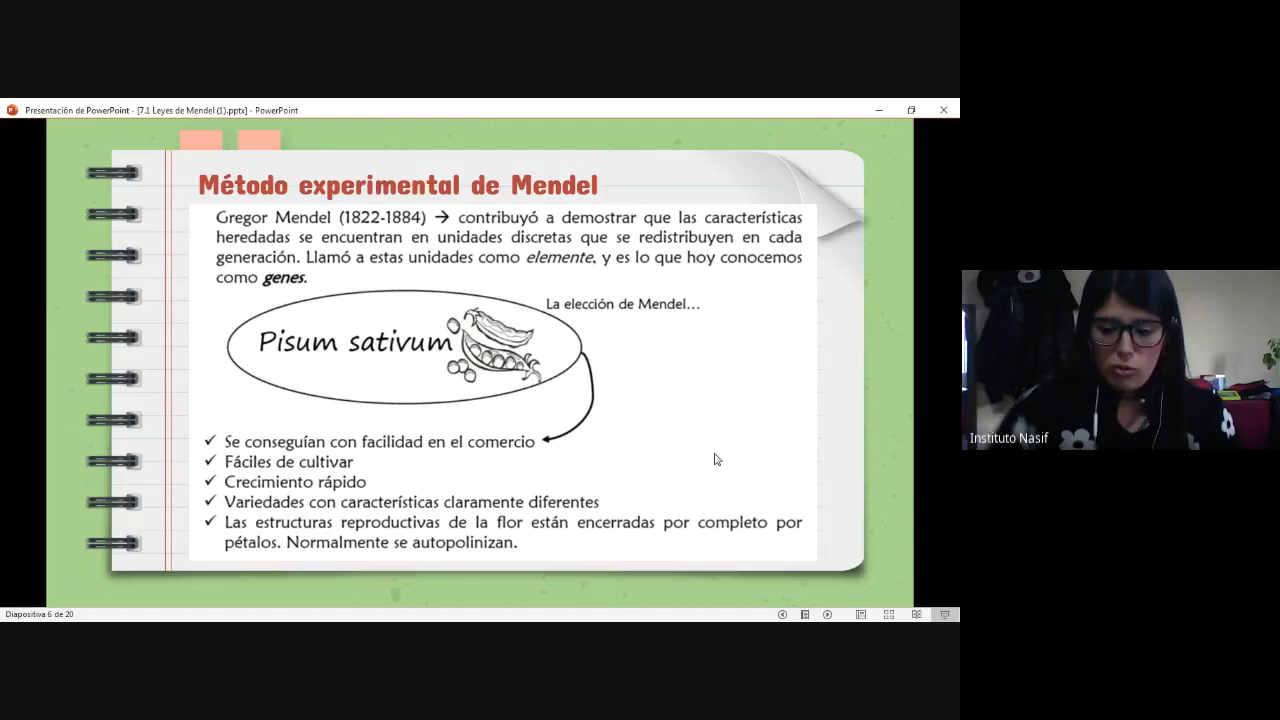 Presentación de PowerPoint - [7.1 Leyes de Mendel (1).pptx] - PowerPoint
Método experimental de Mendel
Gregor Mendel (1822-1884) → contribuyó a demostrar que las características
heredadas se encuentran en unidades discretas que se redistribuyen en cada
generación. Llamó a estas unidades como elemente, y es lo que hoy conocemos
como genes.
La elección de Mendel...
Pisum sativum
✓ Se conseguían con facilidad en el comercio
✓ Fáciles de cultivar
✓ Crecimiento rápido
✓ Variedades con características claramente diferentes
✓ Las estructuras reproductivas de la flor están encerradas por completo por
pétalos. Normalmente se autopolinizan.
Instituto Nasif
Diapositiva 6 de 20